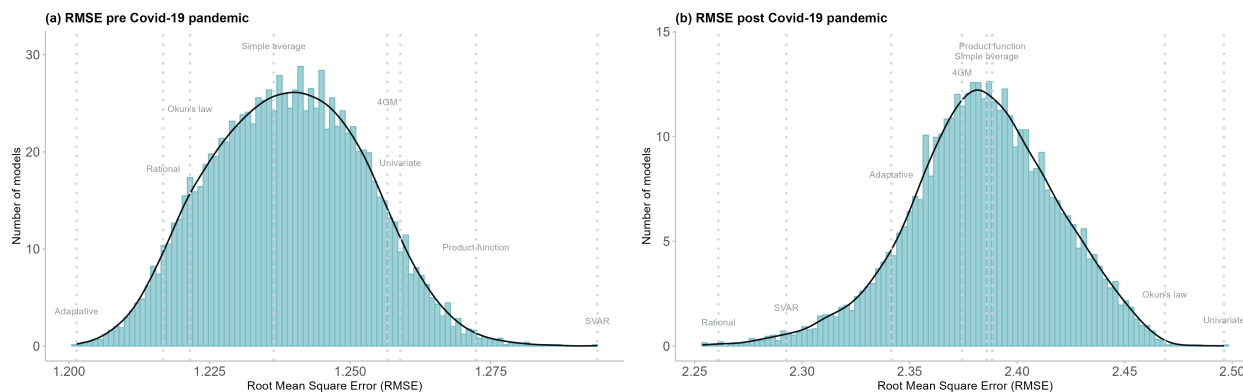 (a) RMSE pre Covid-19 pandemic
30
20
10
0
Number of models
Adaptative
Rational
Okun's law
Simple average
4GM
Univariate
Product function
SVAR
1.200
1.225
1.250
1.275
Root Mean Square Error (RMSE)
(b) RMSE post Covid-19 pandemic
15
10
5
0
Number of models
Rational
SVAR
Adaptative
Product function
Simple average
4GM
Okun's law
Univariate
2.25
2.30
2.35
2.40
2.45
2.50
Root Mean Square Error (RMSE)